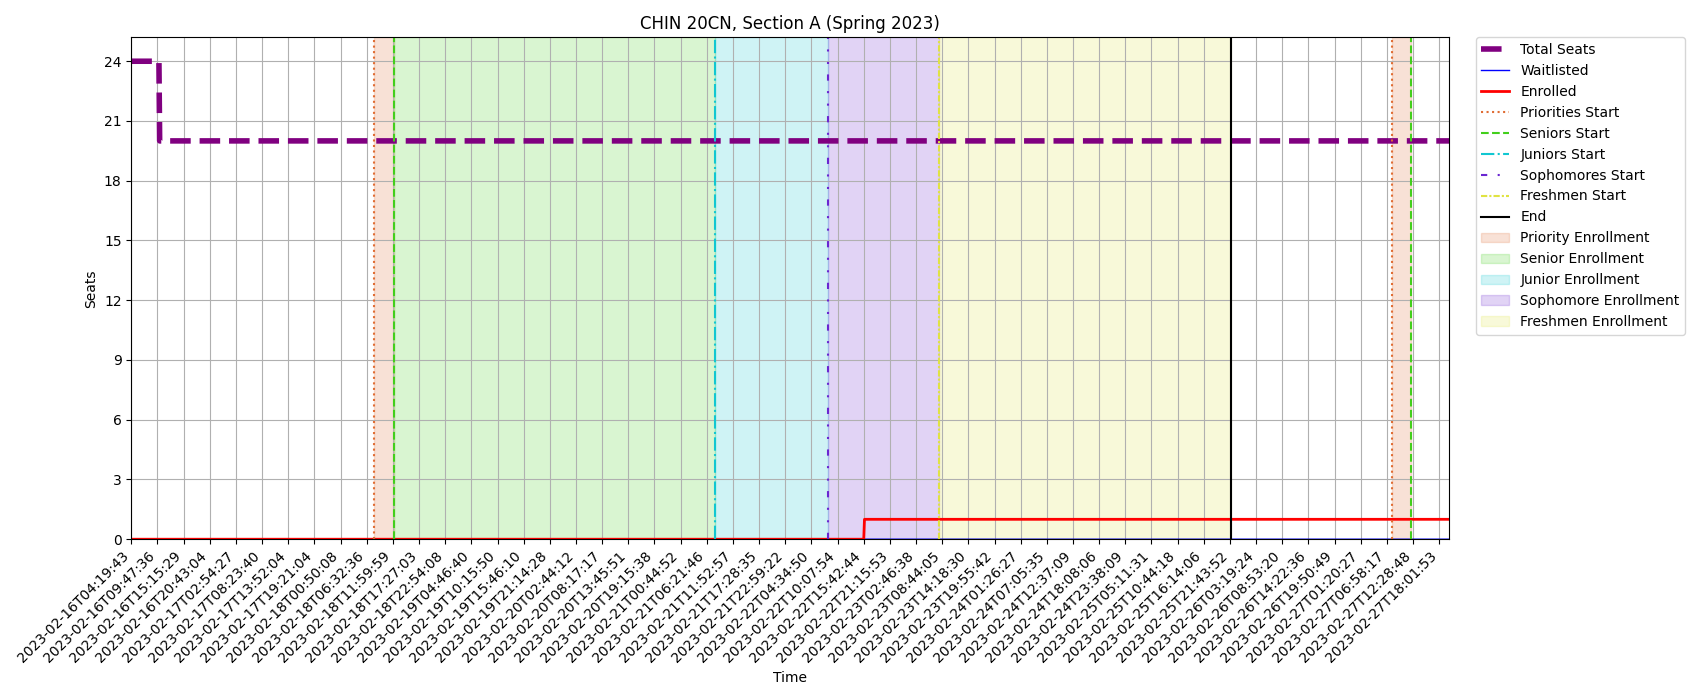 CHIN 20CN, Section A (Spring 2023)
24
21
18
15
12
9
6
3
0
Seats
2023-02-16T04:19:43
2023-02-16T09:47:36
2023-02-16T15:15:29
2023-02-16T20:43:04
2023-02-17T02:54:27
2023-02-17T08:23:40
2023-02-17T13:52:04
2023-02-17T19:21:04
2023-02-18T00:50:08
2023-02-18T06:32:36
2023-02-18T11:59:59
2023-02-18T17:27:03
2023-02-18T22:54:08
2023-02-19T04:46:40
2023-02-19T10:15:50
2023-02-19T15:46:10
2023-02-19T21:14:28
2023-02-20T02:44:12
2023-02-20T08:17:17
2023-02-20T13:45:51
2023-02-20T19:15:38
2023-02-21T00:44:52
2023-02-21T06:21:46
2023-02-21T11:52:57
2023-02-21T17:28:35
2023-02-21T22:59:22
2023-02-22T04:34:50
2023-02-22T10:07:54
2023-02-22T15:42:44
2023-02-22T21:15:53
2023-02-23T02:46:38
2023-02-23T08:44:05
2023-02-23T14:18:30
2023-02-23T19:55:42
2023-02-24T01:26:27
2023-02-24T07:05:35
2023-02-24T12:37:09
2023-02-24T18:08:06
2023-02-24T23:38:09
2023-02-25T05:11:31
2023-02-25T10:44:18
2023-02-25T16:14:06
2023-02-25T21:43:52
2023-02-26T03:19:24
2023-02-26T08:53:20
2023-02-26T14:22:36
2023-02-26T19:50:49
2023-02-27T01:20:27
2023-02-27T06:58:17
2023-02-27T12:28:48
2023-02-27T18:01:53
Time
Total Seats
Waitlisted
Enrolled
Priorities Start
Seniors Start
Juniors Start
Sophomores Start
Freshmen Start
End
Priority Enrollment
Senior Enrollment
Junior Enrollment
Sophomore Enrollment
Freshmen Enrollment